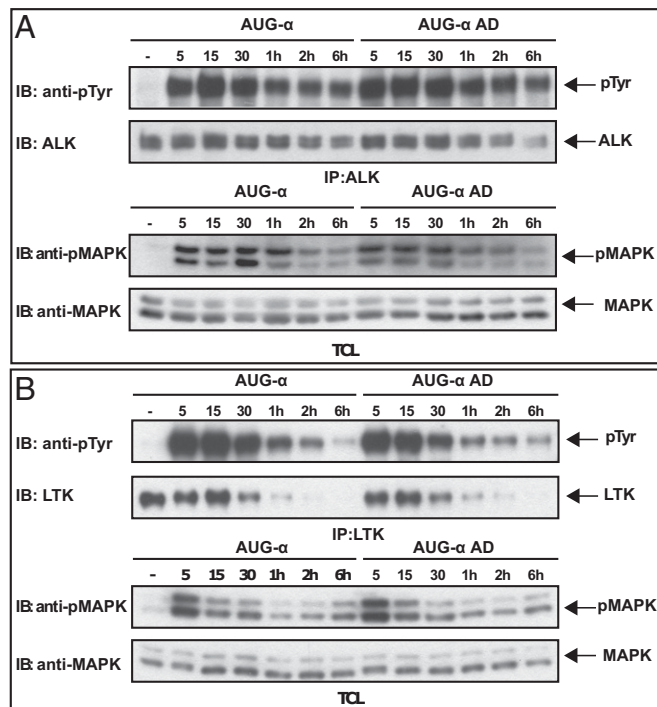 A
AUG-α AUG-α AD
- 5 15 30 1h 2h 6h 5 15 30 1h 2h 6h
IB: anti-pTyr pTyr
IB: ALK ALK
IP:ALK
AUG-α AUG-α AD
- 5 15 30 1h 2h 6h 5 15 30 1h 2h 6h
IB:anti-pMAPK pMAPK
IB:anti-MAPK MAPK
TCL
B
AUG-α AUG-α AD
- 5 15 30 1h 2h 6h 5 15 30 1h 2h 6h
IB: anti-pTyr pTyr
IB: LTK LTK
IP:LTK
AUG-α AUG-α AD
- 5 15 30 1h 2h 6h 5 15 30 1h 2h 6h
IB:anti-pMAPK pMAPK
IB:anti-MAPK MAPK
TCL